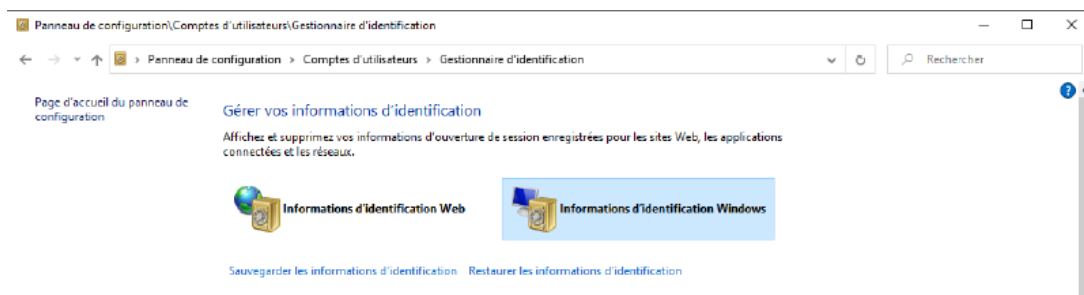 Panneau de configuration\Comptes d'utilisateurs\Gestionnaire d'identification
Panneau de configuration > Comptes d'utilisateurs > Gestionnaire d'identification
Rechercher
Page d'accueil du panneau de
configuration
Gérer vos informations d'identification
Affichez et supprimez vos informations d'ouverture de session enregistrées pour les sites Web, les applications
connectées et les réseaux.
Informations d'identification Web
Informations d'identification Windows
Sauvegarder les informations d'identification Restaurer les informations d'identification